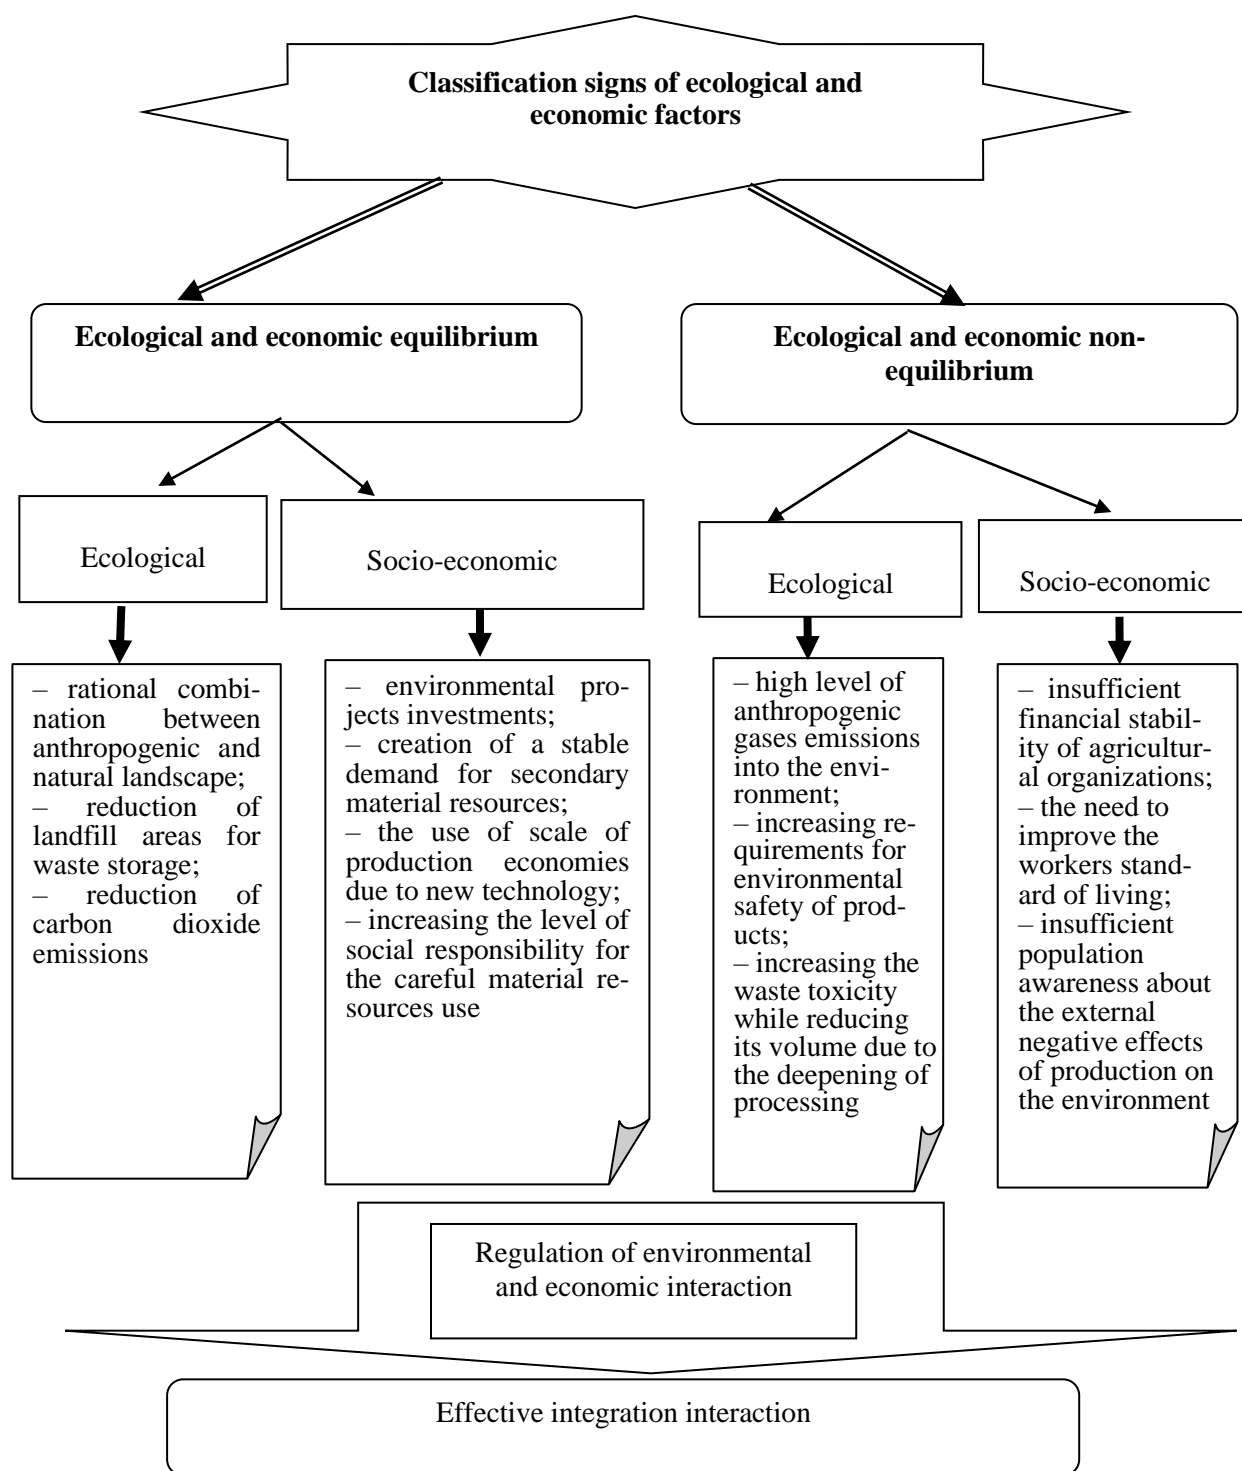 Classification signs of ecological and
economic factors
Ecological and economic equilibrium
Ecological and economic non-
equilibrium
Ecological
Socio-economic
Ecological
Socio-economic
– rational combi-
nation between
anthropogenic and
natural landscape;
– reduction of
landfill areas for
waste storage;
– reduction of
carbon dioxide
emissions
– environmental pro-
jects investments;
– creation of a stable
demand for secondary
material resources;
– the use of scale of
production economies
due to new technology;
– increasing the level of
social responsibility for
the careful material re-
sources use
– high level of
anthropogenic
gases emissions
into the envi-
ronment;
– increasing re-
quirements for
environmental
safety of prod-
ucts;
– increasing the
waste toxicity
while reducing
its volume due to
the deepening of
processing
– insufficient
financial stabil-
ity of agricultur-
al organizations;
– the need to
improve the
workers stand-
ard of living;
– insufficient
population
awareness about
the external
negative effects
of production on
the environment
Regulation of environmental
and economic interaction
Effective integration interaction